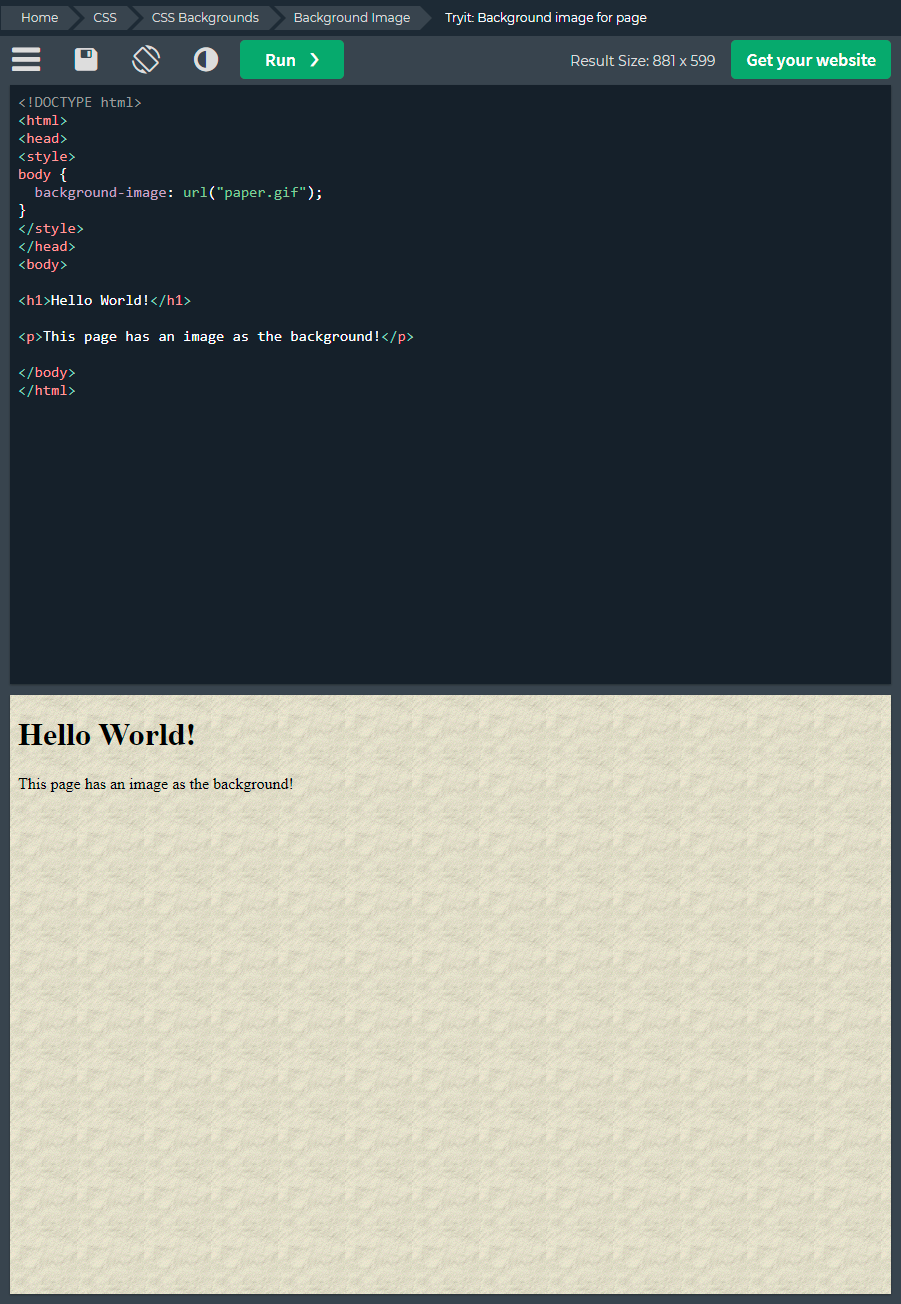 Home CSS CSS Backgrounds Background Image Tryit: Background image for page
Run ❯ Result Size: 881 x 599 Get your website
<!DOCTYPE html>
<html>
<head>
<style>
body {
  background-image: url("paper.gif");
}
</style>
</head>
<body>

<h1>Hello World!</h1>

<p>This page has an image as the background!</p>

</body>
</html>
Hello World!
This page has an image as the background!